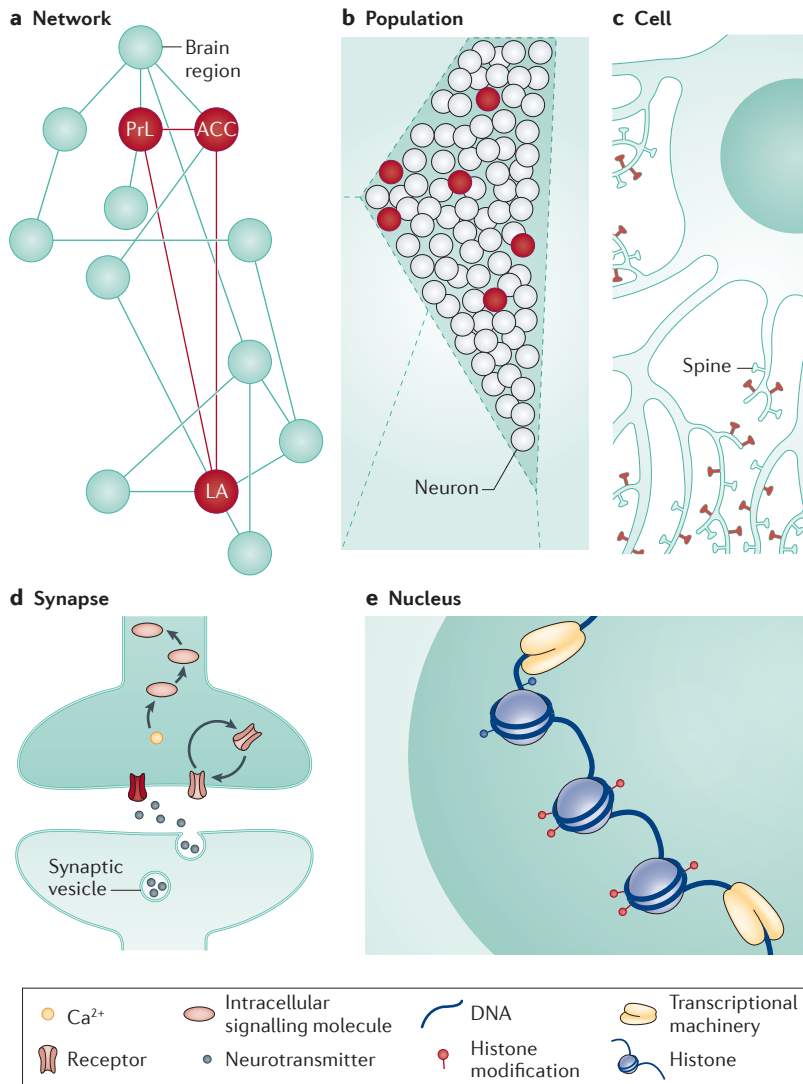 a Network
Brain
region
PrL
ACC
LA
b Population
Neuron
c Cell
Spine
d Synapse
Synaptic
vesicle
e Nucleus
Ca²⁺
Intracellular
signalling molecule
DNA
Transcriptional
machinery
Receptor
Neurotransmitter
Histone
modification
Histone